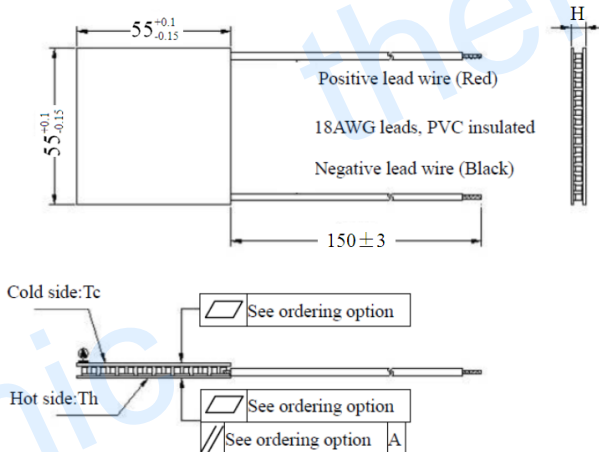 55+0.1-0.15
H
Positive lead wire (Red)
55+0.1-0.15
18AWG leads, PVC insulated
Negative lead wire (Black)
150±3
Cold side:Tc
See ordering option
A
Hot side:Th
See ordering option
See ordering option A